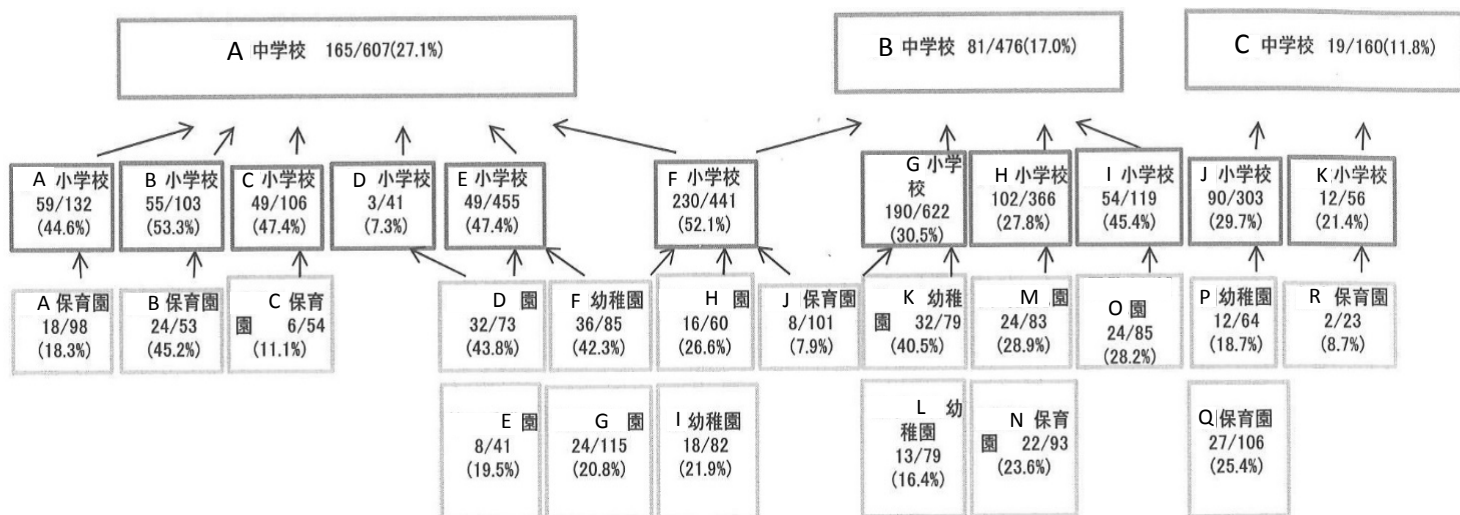 A 中学校 165/607(27.1%)
B 中学校 81/476(17.0%)
C 中学校 19/160(11.8%)
A 小学校
59/132
(44.6%)
B 小学校
55/103
(53.3%)
C 小学校
49/106
(47.4%)
D 小学校
3/41
(7.3%)
E 小学校
49/455
(47.4%)
F 小学校
230/441
(52.1%)
G 小学
校
190/622
(30.5%)
H 小学校
102/366
(27.8%)
I 小学校
54/119
(45.4%)
J 小学校
90/303
(29.7%)
K 小学校
12/56
(21.4%)
A 保育園
18/98
(18.3%)
B 保育園
24/53
(45.2%)
C 保育
園 6/54
(11.1%)
D 園
32/73
(43.8%)
F 幼稚園
36/85
(42.3%)
H 園
16/60
(26.6%)
J 保育園
8/101
(7.9%)
K 幼稚
園 32/79
(40.5%)
M 園
24/83
(28.9%)
O 園
24/85
(28.2%)
P 幼稚園
12/64
(18.7%)
R 保育園
2/23
(8.7%)
E 園
8/41
(19.5%)
G 園
24/115
(20.8%)
I 幼稚園
18/82
(21.9%)
L 幼
稚園
13/79
(16.4%)
N 保育
園 22/93
(23.6%)
Q 保育園
27/106
(25.4%)